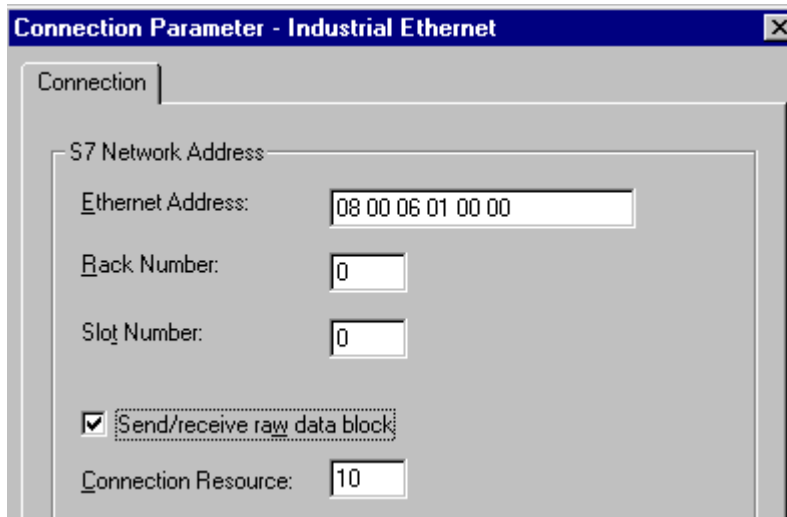 Connection Parameter - Industrial Ethernet
Connection
S7 Network Address
Ethernet Address: 08 00 06 01 00 00
Rack Number: 0
Slot Number: 0
Send/receive raw data block
Connection Resource: 10